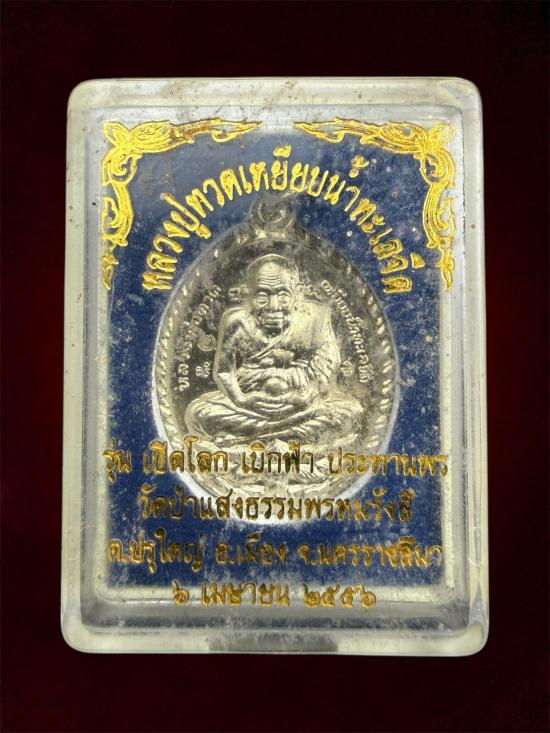 หลวงปู่ทวดเหยียบน้ำทะเลจืด
รุ่น เปิดโลก เบิกฟ้า ประทานพร
วัดป่าแสงธรรมพรหมรังสี
ต.ปรุใหญ่ อ.เมือง จ.นครราชสีมา
๖ เมษายน ๒๕๕๖